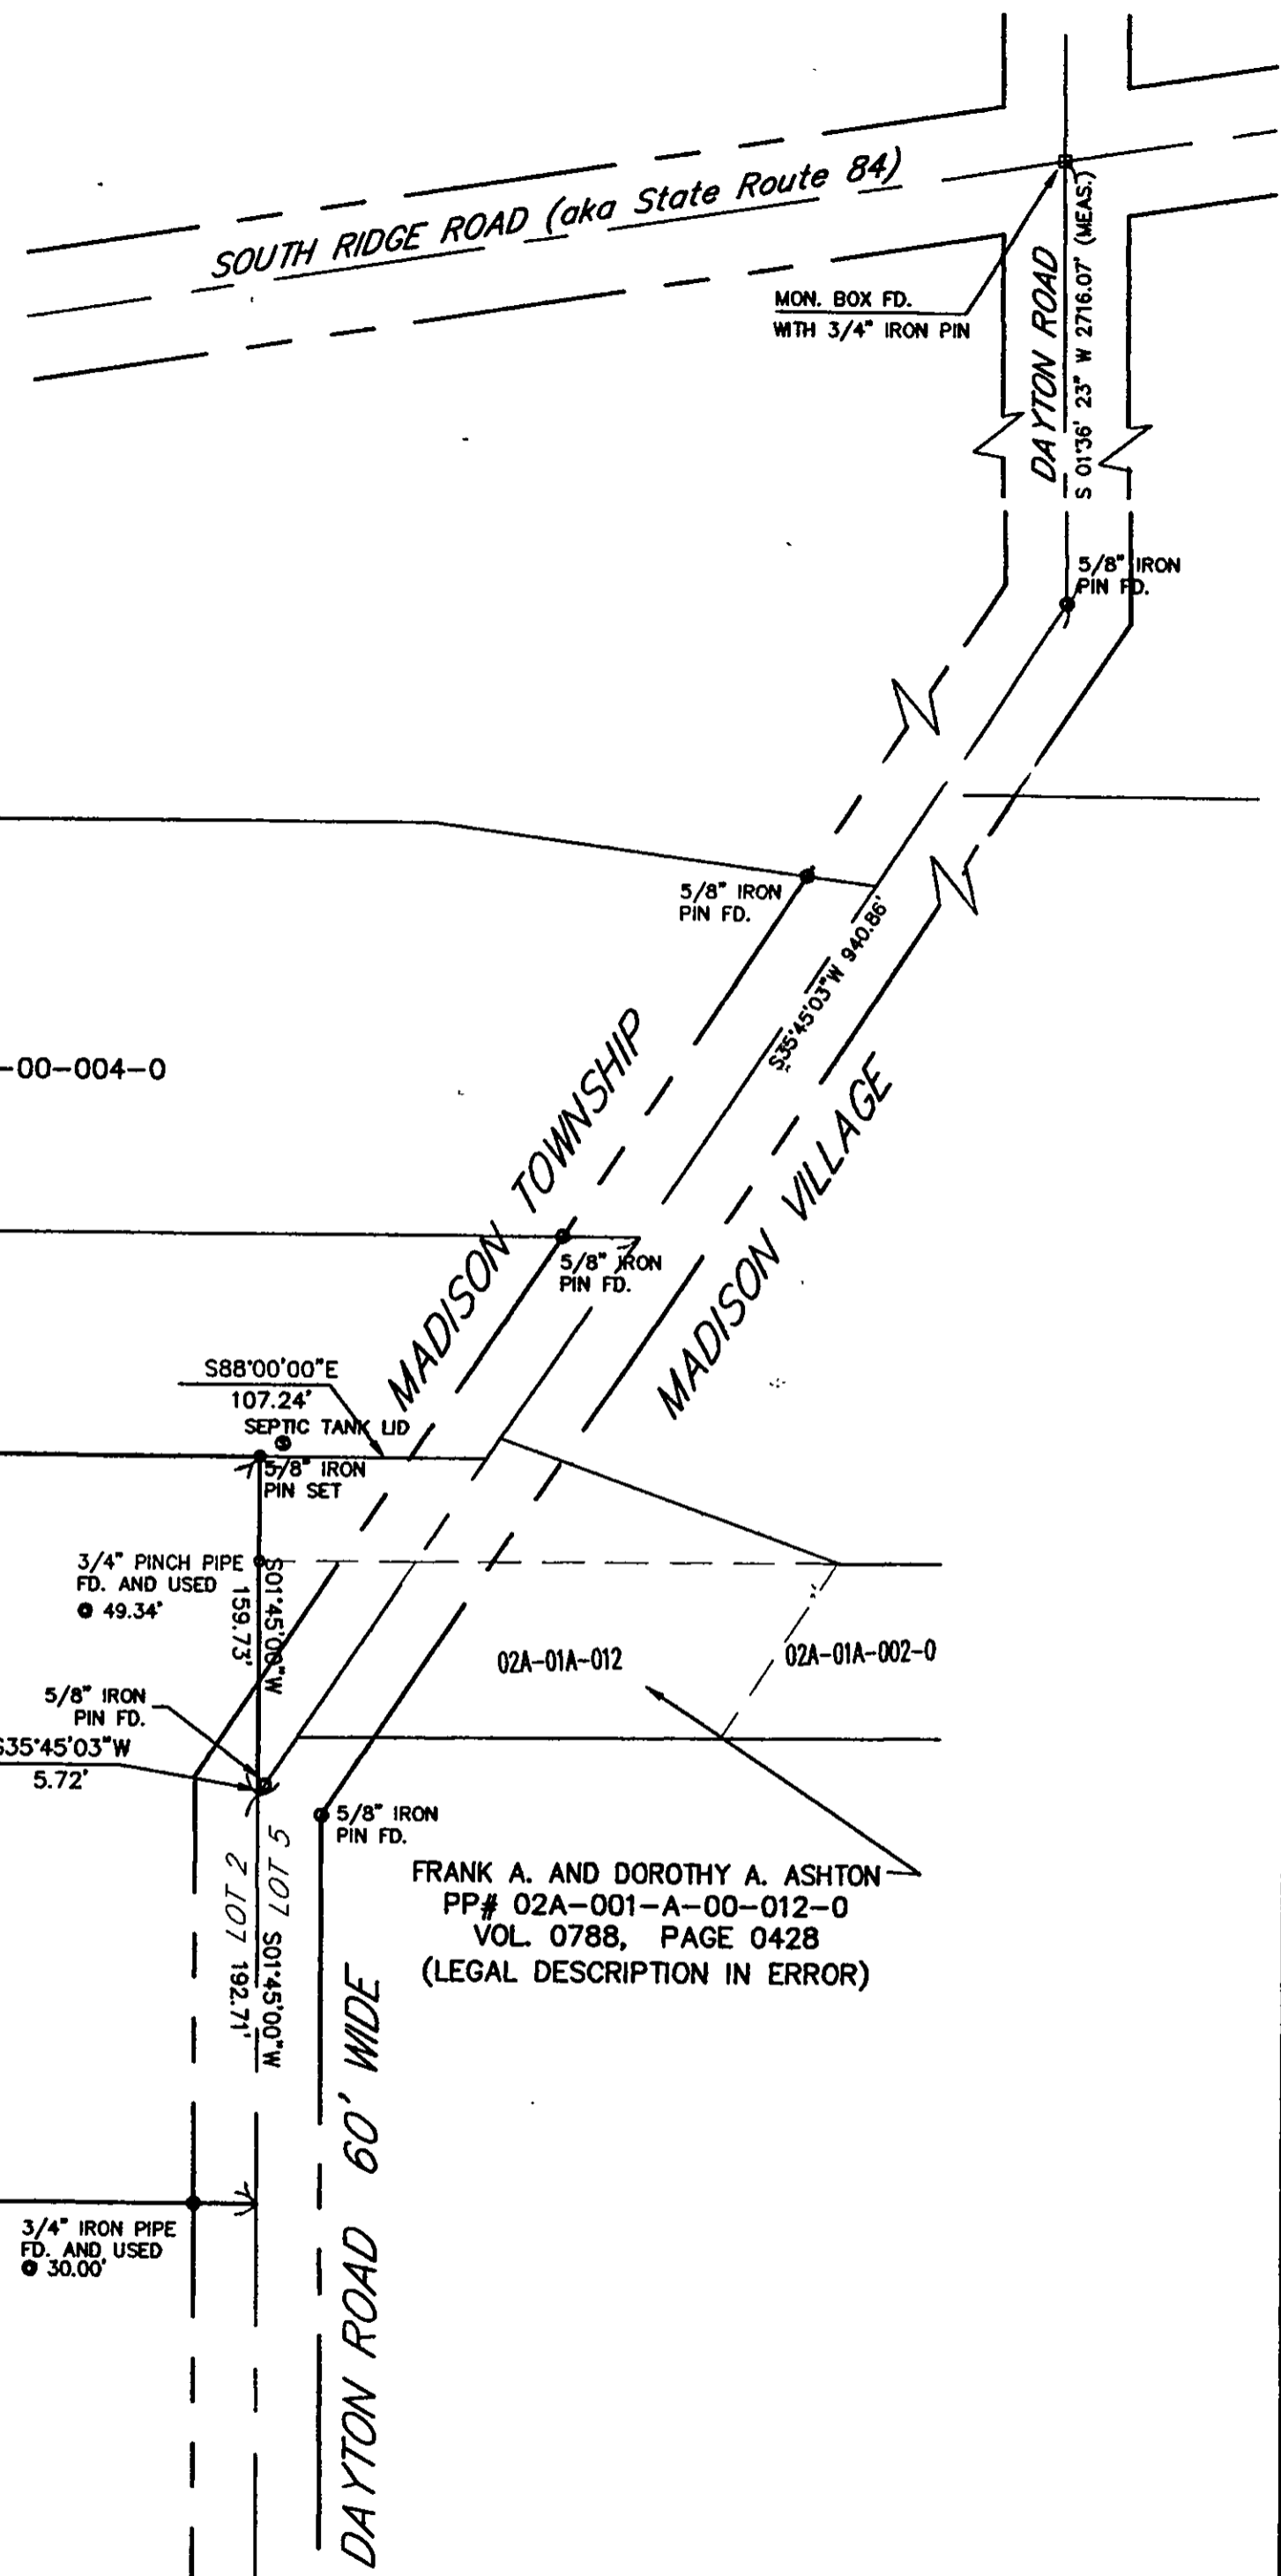 SOUTH RIDGE ROAD (aka State Route 84)
MON. BOX FD.
WITH 3/4" IRON PIN
DAYTON ROAD
S 01°36' 23" W 2716.07' (MEAS.)
5/8" IRON
PIN FD.
5/8" IRON
PIN FD.
S35°45'03"W 940.86'
-00-004-0
MADISON TOWNSHIP
MADISON VILLAGE
5/8" IRON
PIN FD.
S88°00'00"E
107.24'
SEPTIC TANK LID
5/8" IRON
PIN SET
3/4" PINCH PIPE
FD. AND USED
@ 49.34'
S01°45'00"W
159.73'
02A-01A-012
02A-01A-002-0
5/8" IRON
PIN FD.
S35°45'03"W
5.72'
5/8" IRON
PIN FD.
LOT 5
LOT 2
S01°45'00"W
192.71'
FRANK A. AND DOROTHY A. ASHTON
PP# 02A-001-A-00-012-0
VOL. 0788, PAGE 0428
(LEGAL DESCRIPTION IN ERROR)
DAYTON ROAD 60' WIDE
3/4" IRON PIPE
FD. AND USED
@ 30.00'